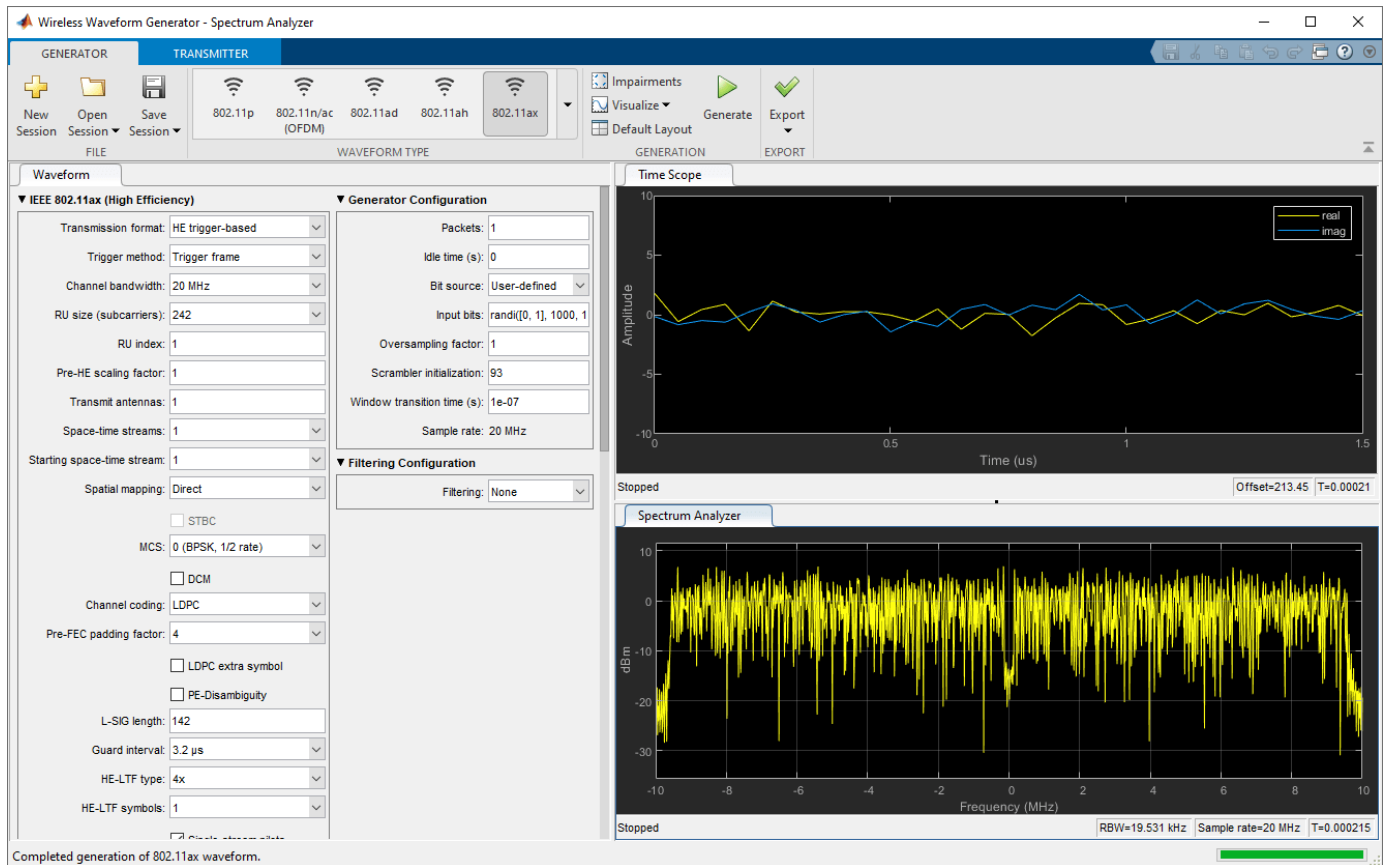 Wireless Waveform Generator - Spectrum Analyzer
GENERATOR TRANSMITTER
New Session
Open Session
Save Session
FILE
802.11p
802.11n/ac (OFDM)
802.11ad
802.11ah
802.11ax
WAVEFORM TYPE
Impairments
Visualize
Default Layout
Generate
GENERATION
Export
EXPORT
Waveform
IEEE 802.11ax (High Efficiency)
Transmission format: HE trigger-based
Trigger method: Trigger frame
Channel bandwidth: 20 MHz
RU size (subcarriers): 242
RU index: 1
Pre-HE scaling factor: 1
Transmit antennas: 1
Space-time streams: 1
Starting space-time stream: 1
Spatial mapping: Direct
STBC
MCS: 0 (BPSK, 1/2 rate)
DCM
Channel coding: LDPC
Pre-FEC padding factor: 4
LDPC extra symbol
PE-Disambiguity
L-SIG length: 142
Guard interval: 3.2 µs
HE-LTF type: 4x
HE-LTF symbols: 1
Generator Configuration
Packets: 1
Idle time (s): 0
Bit source: User-defined
Input bits: randi([0, 1], 1000, 1
Oversampling factor: 1
Scrambler initialization: 93
Window transition time (s): 1e-07
Sample rate: 20 MHz
Filtering Configuration
Filtering: None
Time Scope
10
5
0
-5
-10
Amplitude
real
imag
0 0.5 1 1.5
Time (us)
Stopped Offset=213.45 T=0.00021
Spectrum Analyzer
10
0
-10
-20
-30
dBm
-10 -8 -6 -4 -2 0 2 4 6 8 10
Frequency (MHz)
Stopped RBW=19.531 kHz Sample rate=20 MHz T=0.000215
Completed generation of 802.11ax waveform.